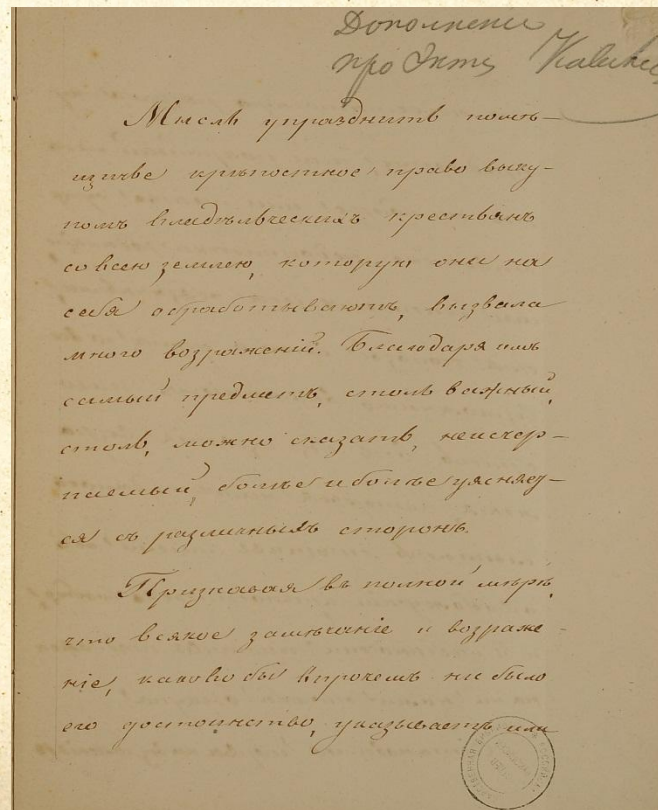 Дополнение
про
Мысль упразднить помѣ-
щичье крѣпостное право выку-
помъ владѣльческихъ крестьянъ
со всею землею, которую они на
себя обработываютъ, вызвала
много возраженій. Благодаря имъ
самый предметъ, столь важный,
столь, можно сказать, неисчер-
паемый, болѣе и болѣе уясняет-
ся съ различныхъ сторонъ.
Признавая въ полной мѣрѣ,
что всякое замѣчаніе и возраже-
ніе, каково бы впрочемъ ни было
его достоинство, указываетъ или